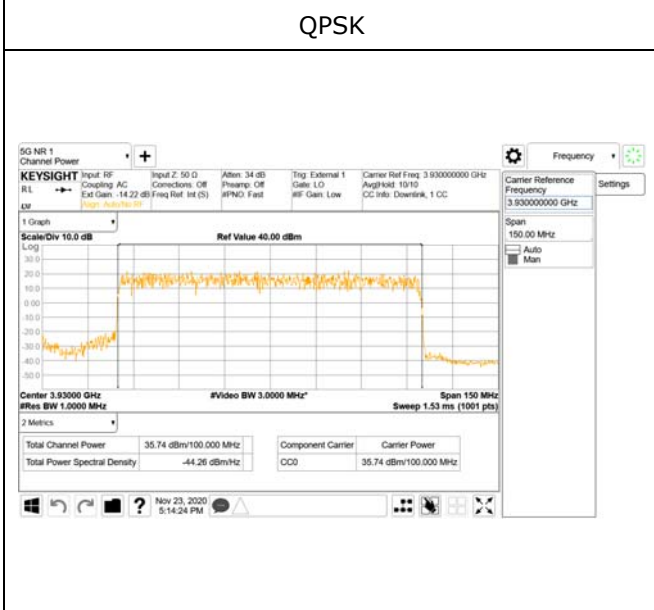 QPSK
5G NR 1
Channel Power
Frequency
KEYSIGHT Input: RF Input Z: 50 Ω Atten: 34 dB Trig: External 1 Carrier Ref Freq: 3.930000000 GHz
RL Coupling: AC Corrections: Off Preamp: Off Gate: LO Avg|Hold: 10/10
Ext Gain: -14.22 dB Freq Ref: Int (S) #PNO: Fast #IF Gain: Low CC Info: Downlink, 1 CC
Align: Auto/No RF
Carrier Reference
Frequency
3.930000000 GHz
Settings
Span
150.00 MHz
Auto
Man
1 Graph
Scale/Div 10.0 dB Ref Value 40.00 dBm
Log
30.0
20.0
10.0
0.00
-10.0
-20.0
-30.0
-40.0
-50.0
Center 3.93000 GHz #Video BW 3.0000 MHz* Span 150 MHz
#Res BW 1.0000 MHz Sweep 1.53 ms (1001 pts)
2 Metrics
Total Channel Power 35.74 dBm/100.000 MHz Component Carrier Carrier Power
Total Power Spectral Density -44.26 dBm/Hz CC0 35.74 dBm/100.000 MHz
? Nov 23, 2020
5:14:24 PM